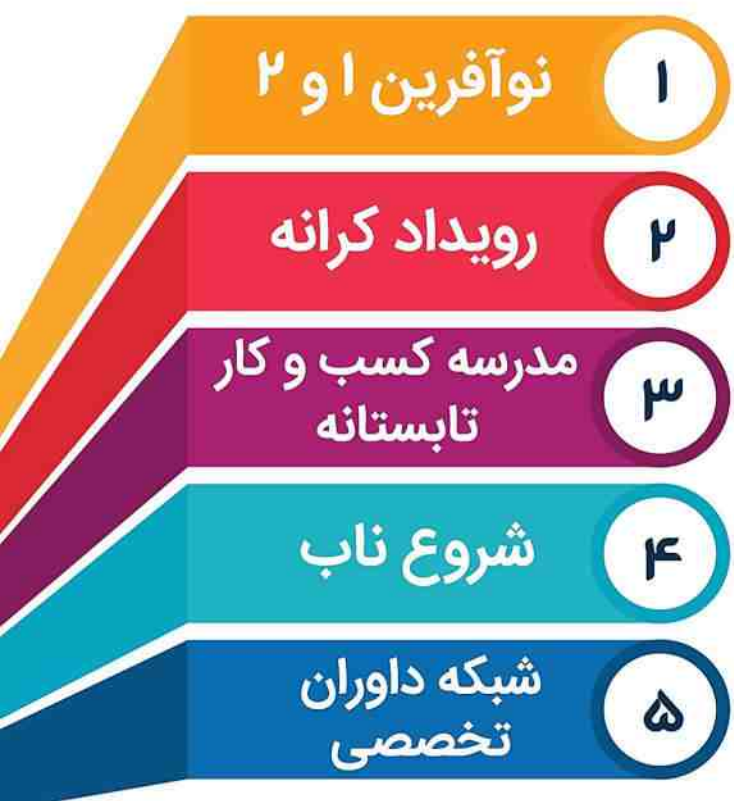 ۱
نوآفرین ۱ و ۲
۲
رویداد کرانه
۳
مدرسه کسب و کار
تابستانه
۴
شروع ناب
۵
شبکه داوران
تخصصی